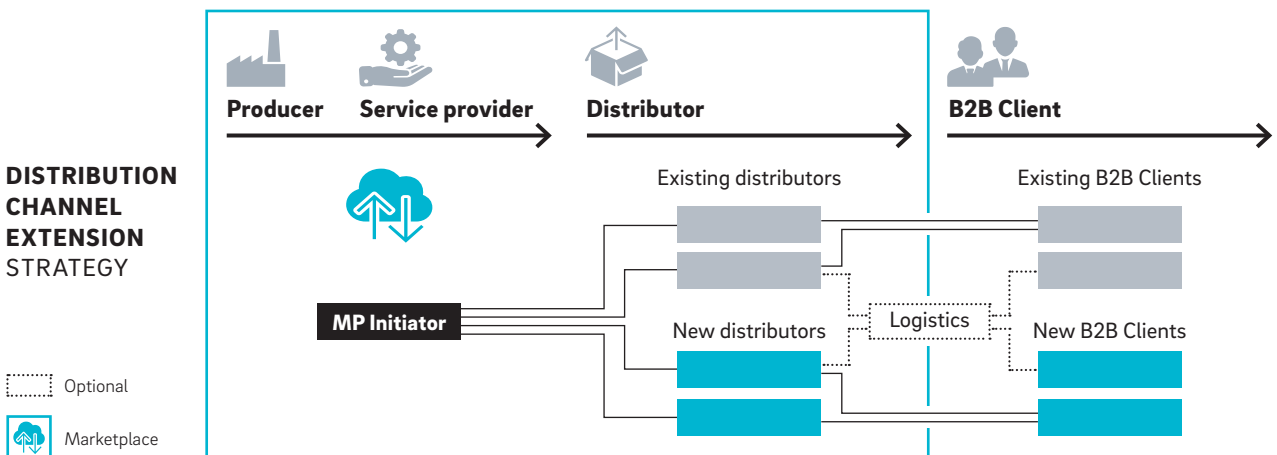 Producer
Service provider
Distributor
B2B Client
DISTRIBUTION
CHANNEL
EXTENSION
STRATEGY
Existing distributors
Existing B2B Clients
MP Initiator
Logistics
New distributors
New B2B Clients
Optional
Marketplace